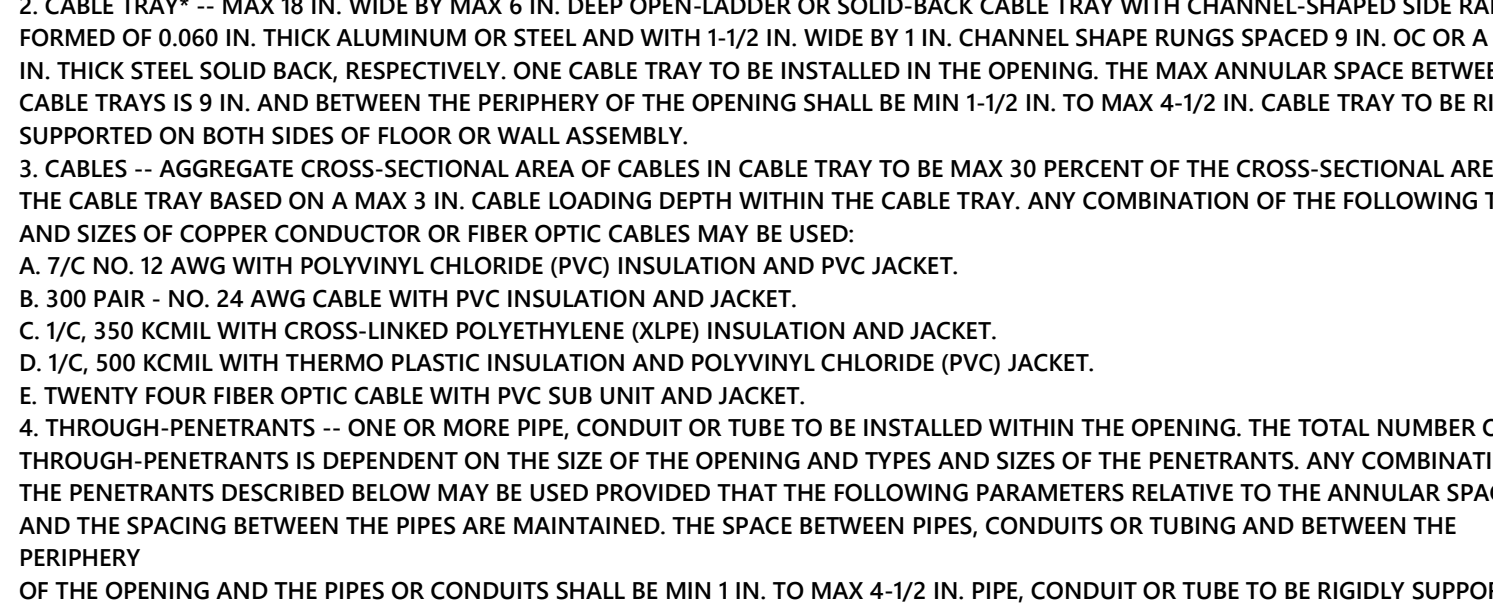 2. CABLE TRAY* -- MAX 18 IN. WIDE BY MAX 6 IN. DEEP OPEN-LADDER OR SOLID-BACK CABLE TRAY WITH CHANNEL-SHAPED SIDE
FORMED OF 0.060 IN. THICK ALUMINUM OR STEEL AND WITH 1-1/2 IN. WIDE BY 1 IN. CHANNEL SHAPE RUNGS SPACED 9 IN. OC OR A
IN. THICK STEEL SOLID BACK, RESPECTIVELY. ONE CABLE TRAY TO BE INSTALLED IN THE OPENING. THE MAX ANNULAR SPACE
CABLE TRAYS IS 9 IN. AND BETWEEN THE PERIPHERY OF THE OPENING SHALL BE MIN 1-1/2 IN. TO MAX 4-1/2 IN. CABLE TRAY TO BE
SUPPORTED ON BOTH SIDES OF FLOOR OR WALL ASSEMBLY.
3. CABLES -- AGGREGATE CROSS-SECTIONAL AREA OF CABLES IN CABLE TRAY TO BE MAX 30 PERCENT OF THE CROSS-SECTIONAL
THE CABLE TRAY BASED ON A MAX 3 IN. CABLE LOADING DEPTH WITHIN THE CABLE TRAY. ANY COMBINATION OF THE FOLLOWING
AND SIZES OF COPPER CONDUCTOR OR FIBER OPTIC CABLES MAY BE USED:
A. 7/C NO. 12 AWG WITH POLYVINYL CHLORIDE (PVC) INSULATION AND PVC JACKET.
B. 300 PAIR - NO. 24 AWG CABLE WITH PVC INSULATION AND JACKET.
C. 1/C, 350 KCMIL WITH CROSS-LINKED POLYETHYLENE (XLPE) INSULATION AND JACKET.
D. 1/C, 500 KCMIL WITH THERMO PLASTIC INSULATION AND POLYVINYL CHLORIDE (PVC) JACKET.
E. TWENTY FOUR FIBER OPTIC CABLE WITH PVC SUB UNIT AND JACKET.
4. THROUGH-PENETRANTS -- ONE OR MORE PIPE, CONDUIT OR TUBE TO BE INSTALLED WITHIN THE OPENING. THE TOTAL NUMBER
THROUGH-PENETRANTS IS DEPENDENT ON THE SIZE OF THE OPENING AND TYPES AND SIZES OF THE PENETRANTS. ANY
THE PENETRANTS DESCRIBED BELOW MAY BE USED PROVIDED THAT THE FOLLOWING PARAMETERS RELATIVE TO THE ANNULAR
AND THE SPACING BETWEEN THE PIPES ARE MAINTAINED. THE SPACE BETWEEN PIPES, CONDUITS OR TUBING AND BETWEEN THE
PERIPHERY
OF THE OPENING AND THE PIPES OR CONDUITS SHALL BE MIN 1 IN. TO MAX 4-1/2 IN. PIPE, CONDUIT OR TUBE TO BE RIGIDLY